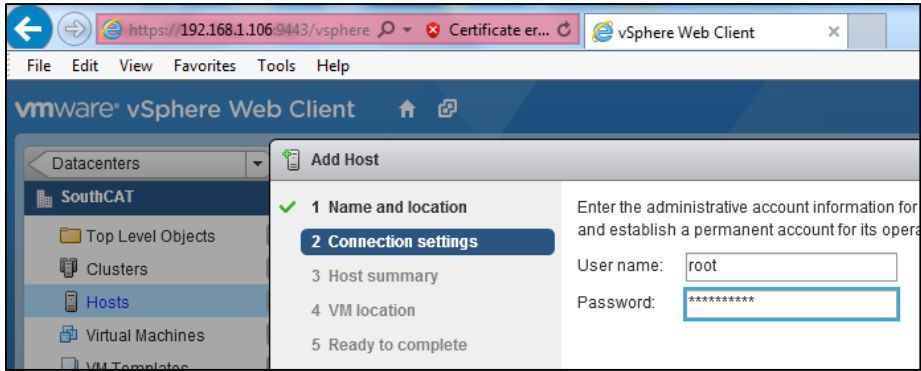 https://192.168.1.106:9443/vsphere Certificate er... vSphere Web Client
File Edit View Favorites Tools Help
vmware® vSphere Web Client
Datacenters
Add Host
SouthCAT
1 Name and location
Enter the administrative account information for
2 Connection settings
and establish a permanent account for its opera
Top Level Objects
User name: root
Clusters
3 Host summary
Password: **********
Hosts
4 VM location
Virtual Machines
5 Ready to complete
VM Templates